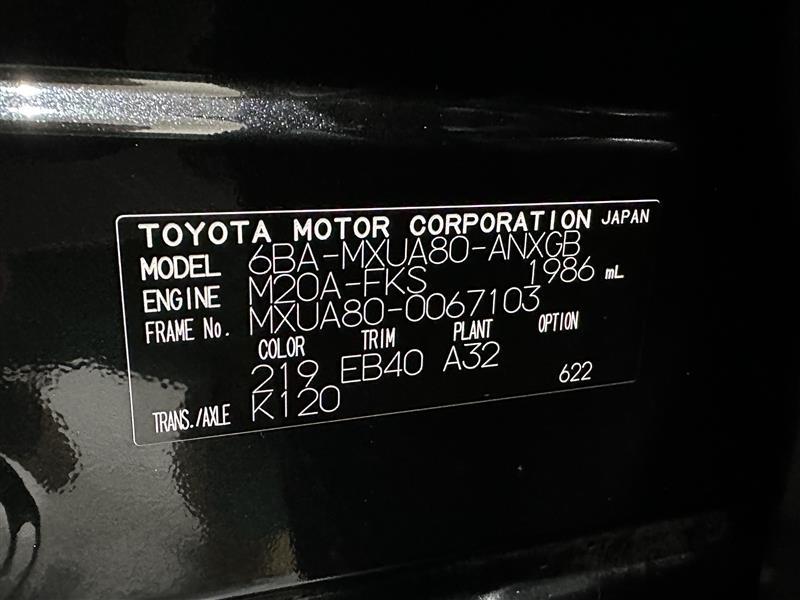 TOYOTA MOTOR CORPORATION JAPAN
MODEL 6BA-MXUA80-ANXGB
ENGINE M20A-FKS 1986 mL
FRAME No. MXUA80-0067103
COLOR TRIM PLANT OPTION
219 EB40 A32
622
TRANS./AXLE K120